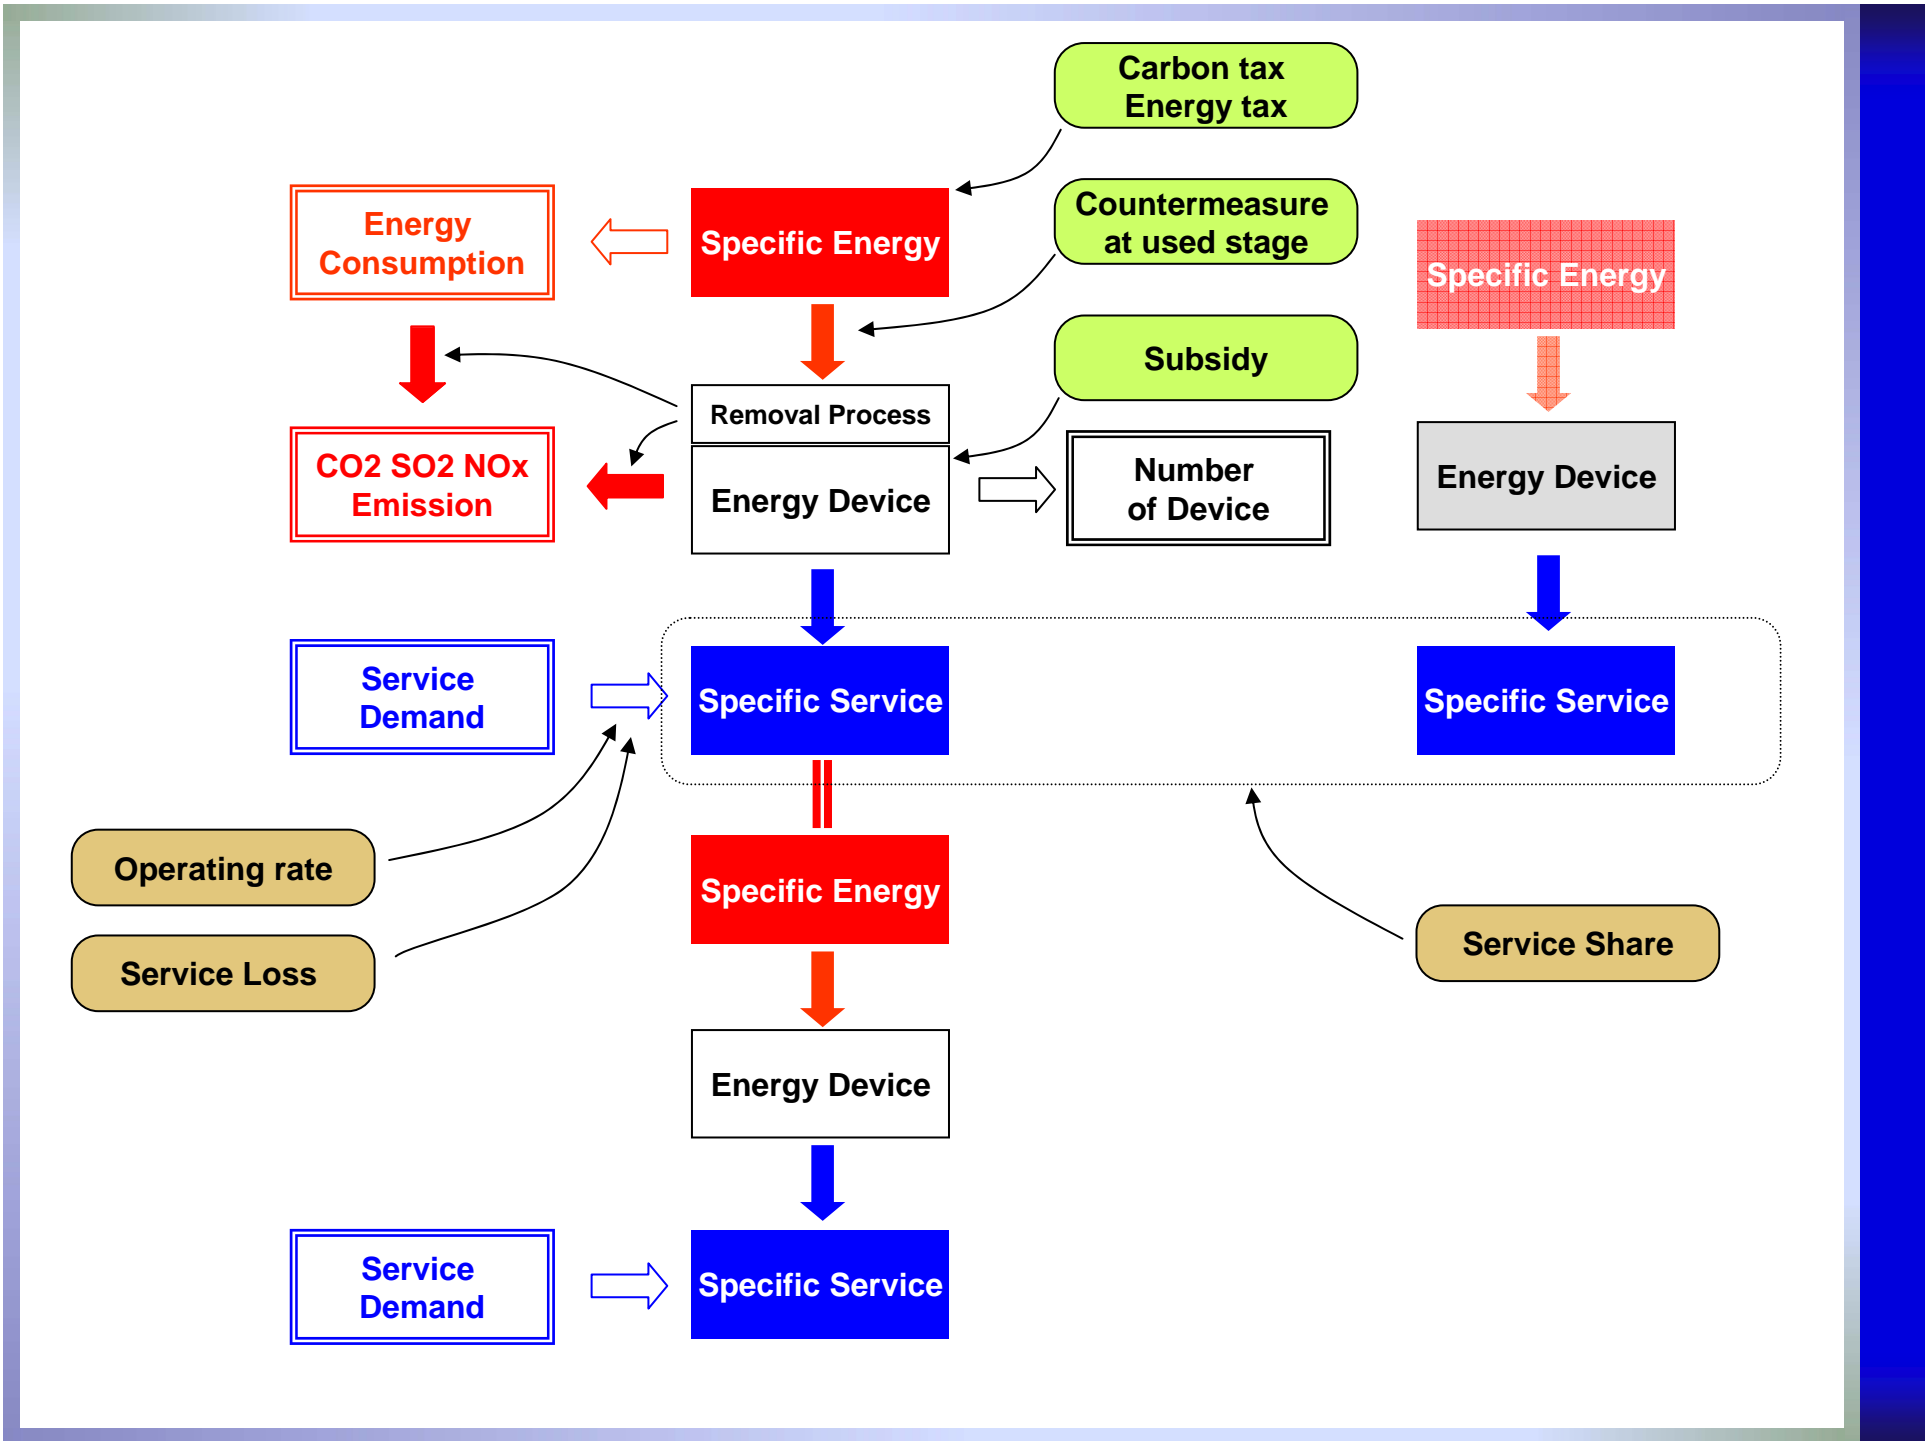 Carbon tax
Energy tax
Energy
Consumption
Specific Energy
Countermeasure
at used stage
Specific Energy
Subsidy
Removal Process
CO2 SO2 NOx
Emission
Energy Device
Number
of Device
Energy Device
Service
Demand
Specific Service
Specific Service
Operating rate
Specific Energy
Service Loss
Service Share
Energy Device
Service
Demand
Specific Service